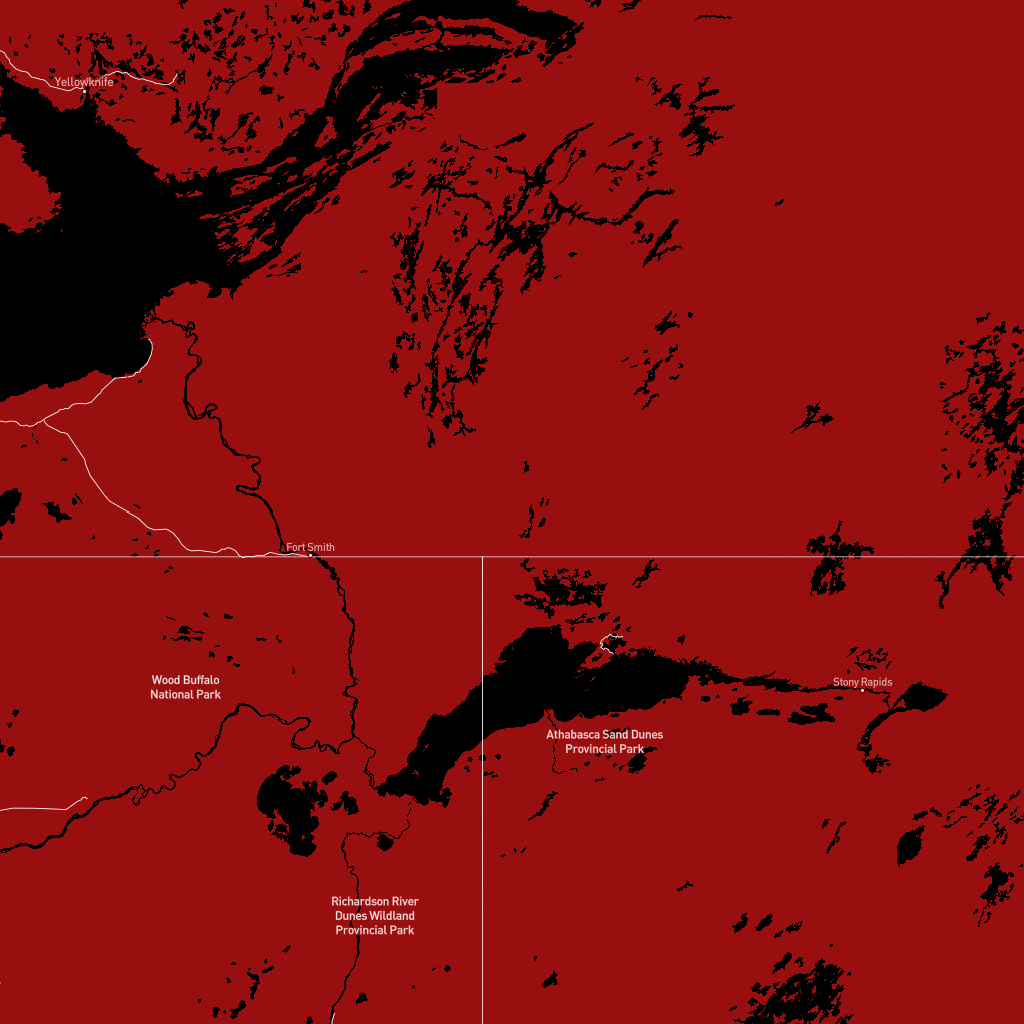 Yellowknife
Fort Smith
Wood Buffalo
National Park
Stony Rapids
Athabasca Sand Dunes
Provincial Park
Richardson River
Dunes Wildland
Provincial Park